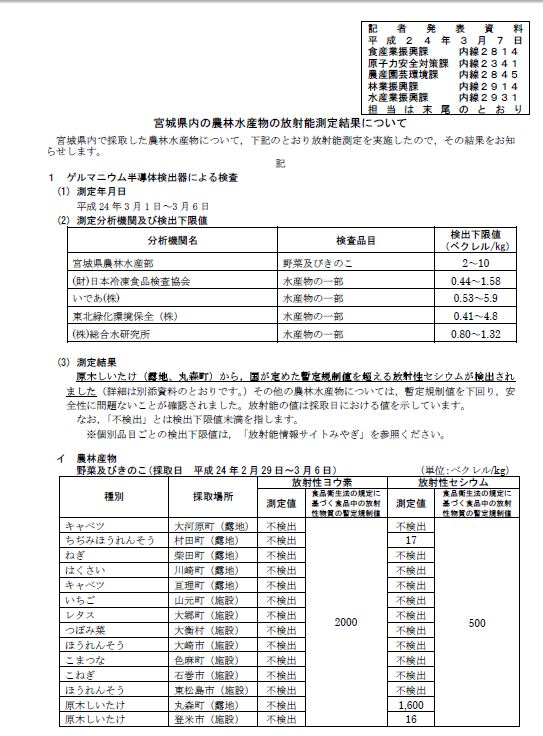 記者発表資料
平成24年3月7日
食産業振興課 内線2814
原子力安全対策課 内線2341
農産園芸環境課 内線2845
林業振興課 内線2914
水産業振興課 内線2931
担当は末尾のとおり
宮城県内の農林水産物の放射能測定結果について
宮城県内で採取した農林水産物について，下記のとおり放射能測定を実施したので，その結果をお知
らせします。
記
1 ゲルマニウム半導体検出器による検査
(1) 測定年月日
平成24年3月1日～3月6日
(2) 測定分析機関及び検出下限値
分析機関名 検査品目 検出下限値
(ベクレル/kg)
宮城県農林水産部 野菜及びきのこ 2～10
(財)日本冷凍食品検査協会 水産物の一部 0.44～1.58
いであ(株) 水産物の一部 0.53～5.9
東北緑化環境保全（株） 水産物の一部 0.41～4.8
(株)総合水研究所 水産物の一部 0.80～1.32
(3) 測定結果
原木しいたけ（露地、丸森町）から，国が定めた暫定規制値を超える放射性セシウムが検出され
ました（詳細は別添資料のとおりです。）その他の農林水産物については，暫定規制値を下回り，安
全性に問題ないことが確認されました。放射能の値は採取日における値を示しています。
なお，「不検出」とは検出下限値未満を指します。
※個別品目ごとの検出下限値は，「放射能情報サイトみやぎ」を参照ください。
イ 農林産物
野菜及びきのこ(採取日 平成24年2月29日～3月6日) (単位:ベクレル/kg)
種別 採取場所 放射性ヨウ素 放射性セシウム
測定値 食品衛生法の規定に基づく食品中の放射性物質の暫定規制値 測定値 食品衛生法の規定に基づく食品中の放射性物質の暫定規制値
キャベツ 大河原町（露地） 不検出 2000 不検出 500
ちぢみほうれんそう 村田町（露地） 不検出 17
ねぎ 柴田町（露地） 不検出 不検出
はくさい 川崎町（露地） 不検出 不検出
キャベツ 亘理町（露地） 不検出 不検出
いちご 山元町（施設） 不検出 不検出
レタス 大郷町（施設） 不検出 不検出
つぼみ菜 大衡村（施設） 不検出 不検出
ほうれんそう 大崎市（施設） 不検出 不検出
こまつな 色麻町（施設） 不検出 不検出
こねぎ 石巻市（施設） 不検出 不検出
ほうれんそう 東松島市（施設） 不検出 不検出
原木しいたけ 丸森町（露地） 不検出 1,600
原木しいたけ 登米市（施設） 不検出 16